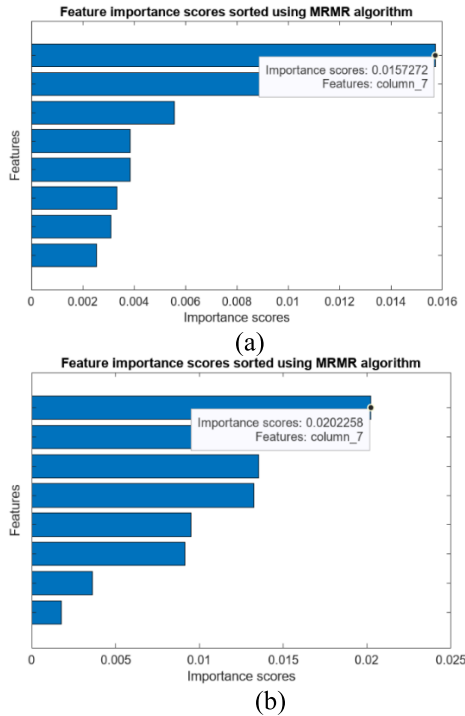 Feature importance scores sorted using MRMR algorithm
Importance scores: 0.0157272
Features: column_7
Features
0 0.002 0.004 0.006 0.008 0.01 0.012 0.014 0.016
Importance scores
(a)
Feature importance scores sorted using MRMR algorithm
Importance scores: 0.0202258
Features: column_7
Features
0 0.005 0.01 0.015 0.02 0.025
Importance scores
(b)